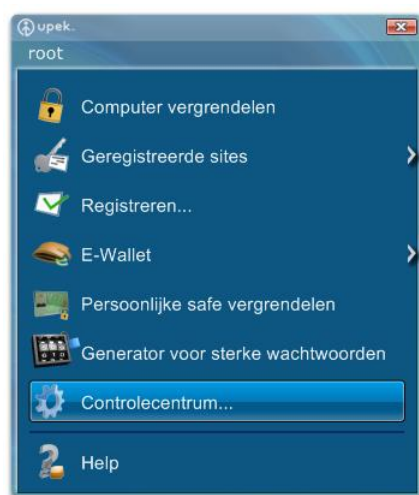 upek.
root
Computer vergrendelen
Geregistreerde sites
Registreren...
E-Wallet
Persoonlijke safe vergrendelen
Generator voor sterke wachtwoorden
Controlecentrum...
Help